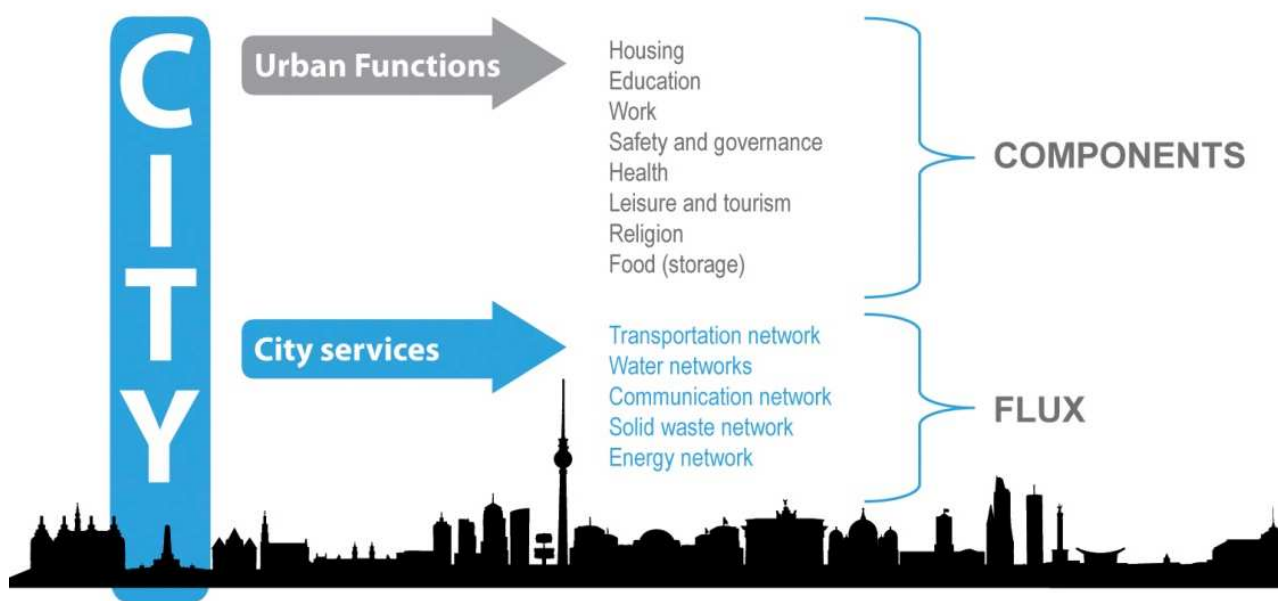 CITY
Urban Functions
Housing
Education
Work
Safety and governance
Health
Leisure and tourism
Religion
Food (storage)
COMPONENTS
City services
Transportation network
Water networks
Communication network
Solid waste network
Energy network
FLUX